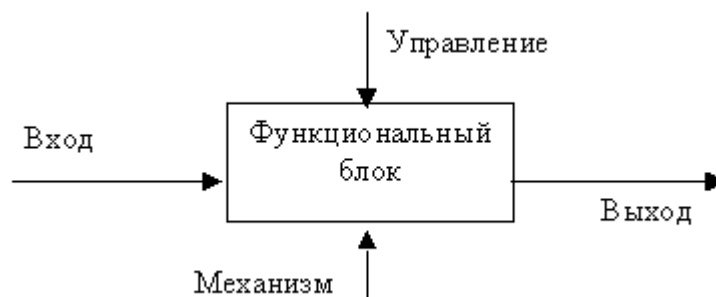 Управление
Вход
Функциональный
блок
Выход
Механизм